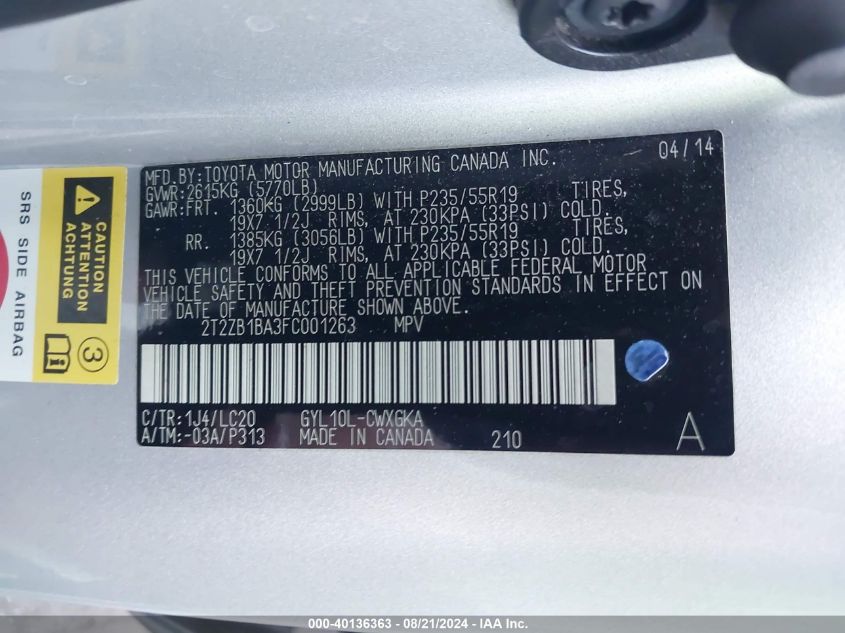 MFD.BY:TOYOTA MOTOR MANUFACTURING CANADA INC. 04/14
GVWR:2615KG (5770LB)
GAWR:FRT. 1360KG (2999LB) WITH P235/55R19 TIRES,
19X7 1/2J RIMS, AT 230KPA (33PSI) COLD.
RR. 1385KG (3056LB) WITH P235/55R19 TIRES,
19X7 1/2J RIMS, AT 230KPA (33PSI) COLD.
THIS VEHICLE CONFORMS TO ALL APPLICABLE FEDERAL MOTOR
VEHICLE SAFETY AND THEFT PREVENTION STANDARDS IN EFFECT ON
THE DATE OF MANUFACTURE SHOWN ABOVE.
2T2ZB1BA3FC001263 MPV
C/TR:1J4/LC20 GYL10L-CWXGKA
A/TM:-03A/P313 MADE IN CANADA 210 A
SRS SIDE AIRBAG
CAUTION
ATTENTION
ACHTUNG
3
000-40136363 - 08/21/2024 - IAA Inc.